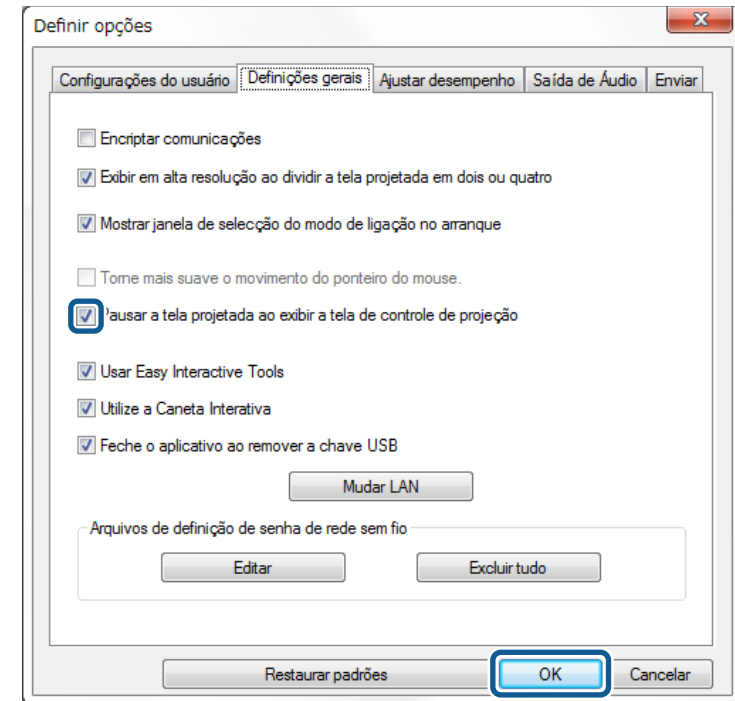 Definir opções
Configurações do usuário Definições gerais Ajustar desempenho Saída de Áudio Enviar
Encriptar comunicações
Exibir em alta resolução ao dividir a tela projetada em dois ou quatro
Mostrar janela de selecção do modo de ligação no arranque
Torne mais suave o movimento do ponteiro do mouse.
Pausar a tela projetada ao exibir a tela de controle de projeção
Usar Easy Interactive Tools
Utilize a Caneta Interativa
Feche o aplicativo ao remover a chave USB
Mudar LAN
Arquivos de definição de senha de rede sem fio
Editar Excluir tudo
Restaurar padrões OK Cancelar